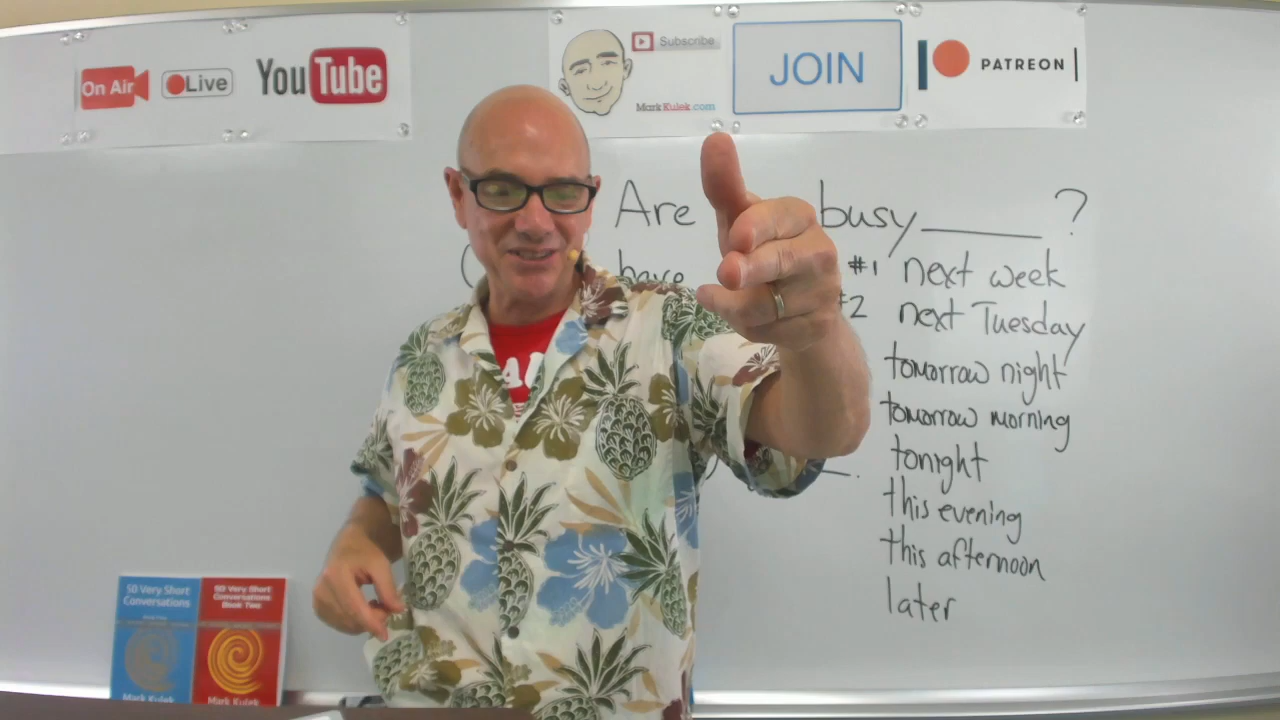 On Air
Live
YouTube
Subscribe
MarkKulek.com
JOIN
PATREON
Are busy ?
have #1 next week
next Tuesday
tomorrow night
tomorrow morning
tonight
this evening
this afternoon
later
50 Very Short
Conversations
Mark Kulek
50 Very Short
Conversations
Book Two
Mark Kulek